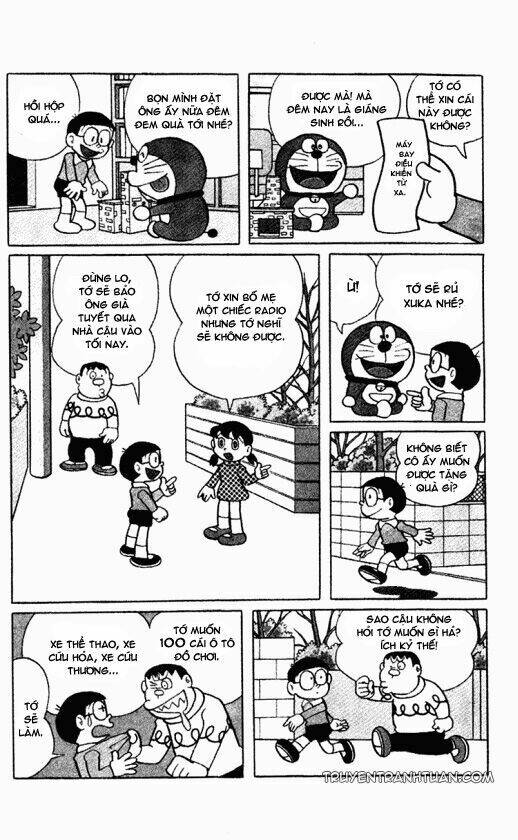 TỚ CÓ
THỂ XIN CÁI
NÀY ĐƯỢC
KHÔNG?
MÁY
BAY
ĐIỀU
KHIỂN
TỪ
XA.
ĐƯỢC MÀ! MÀ
ĐÊM NAY LÀ GIÁNG
SINH RỒI...
BỌN MÌNH ĐẶT
ÔNG ẤY NỬA ĐÊM
ĐEM QUÀ TỚI NHÉ?
HỒI HỘP
QUÁ...
TỚ SẼ RỦ
XUKA NHÉ?
Ừ!
KHÔNG BIẾT
CÔ ẤY MUỐN
ĐƯỢC TẶNG
QUÀ GÌ?
TỚ XIN BỐ MẸ
MỘT CHIẾC RADIO
NHƯNG TỚ NGHĨ
SẼ KHÔNG ĐƯỢC.
ĐỪNG LO,
TỚ SẼ BẢO
ÔNG GIÀ
TUYẾT QUA
NHÀ CẬU VÀO
TỐI NAY.
SAO CẬU KHÔNG
HỎI TỚ MUỐN GÌ HẢ?
ÍCH KỶ THẾ!
TỚ MUỐN
100 CÁI Ô TÔ
ĐỒ CHƠI.
XE THỂ THAO, XE
CỨU HỎA, XE CỨU
THƯƠNG...
TỚ
SẼ
LÀM.
TRUYENTRANHTUAN.COM